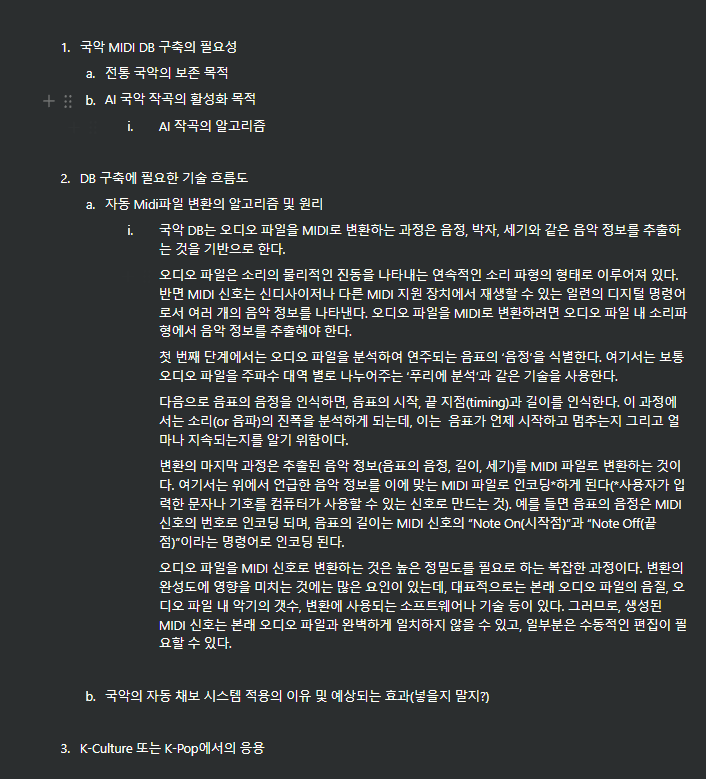 1. 국악 MIDI DB 구축의 필요성
a. 전통 국악의 보존 목적
b. AI 국악 작곡의 활성화 목적
i. AI 작곡의 알고리즘
2. DB 구축에 필요한 기술 흐름도
a. 자동 Midi파일 변환의 알고리즘 및 원리
i. 국악 DB는 오디오 파일을 MIDI로 변환하는 과정은 음정, 박자, 세기와 같은 음악 정보를 추출하
는 것을 기반으로 한다.
오디오 파일은 소리의 물리적인 진동을 나타내는 연속적인 소리 파형의 형태로 이루어져 있다.
반면 MIDI 신호는 신디사이저나 다른 MIDI 지원 장치에서 재생할 수 있는 일련의 디지털 명령어
로서 여러 개의 음악 정보를 나타낸다. 오디오 파일을 MIDI로 변환하려면 오디오 파일 내 소리파
형에서 음악 정보를 추출해야 한다.
첫 번째 단계에서는 오디오 파일을 분석하여 연주되는 음표의 ‘음정’을 식별한다. 여기서는 보통
오디오 파일을 주파수 대역 별로 나누어주는 ‘푸리에 분석’과 같은 기술을 사용한다.
다음으로 음표의 음정을 인식하면, 음표의 시작, 끝 지점(timing)과 길이를 인식한다. 이 과정에
서는 소리(or 음파)의 진폭을 분석하게 되는데, 이는 음표가 언제 시작하고 멈추는지 그리고 얼
마나 지속되는지를 알기 위함이다.
변환의 마지막 과정은 추출된 음악 정보(음표의 음정, 길이, 세기)를 MIDI 파일로 변환하는 것이
다. 여기서는 위에서 언급한 음악 정보를 이에 맞는 MIDI 파일로 인코딩*하게 된다(*사용자가 입
력한 문자나 기호를 컴퓨터가 사용할 수 있는 신호로 만드는 것). 예를 들면 음표의 음정은 MIDI
신호의 번호로 인코딩 되며, 음표의 길이는 MIDI 신호의 “Note On(시작점)”과 “Note Off(끝
점)”이라는 명령어로 인코딩 된다.
오디오 파일을 MIDI 신호로 변환하는 것은 높은 정밀도를 필요로 하는 복잡한 과정이다. 변환의
완성도에 영향을 미치는 것에는 많은 요인이 있는데, 대표적으로는 본래 오디오 파일의 음질, 오
디오 파일 내 악기의 갯수, 변환에 사용되는 소프트웨어나 기술 등이 있다. 그러므로, 생성된
MIDI 신호는 본래 오디오 파일과 완벽하게 일치하지 않을 수 있고, 일부분은 수동적인 편집이 필
요할 수 있다.
b. 국악의 자동 채보 시스템 적용의 이유 및 예상되는 효과(넣을지 말지?)
3. K-Culture 또는 K-Pop에서의 응용